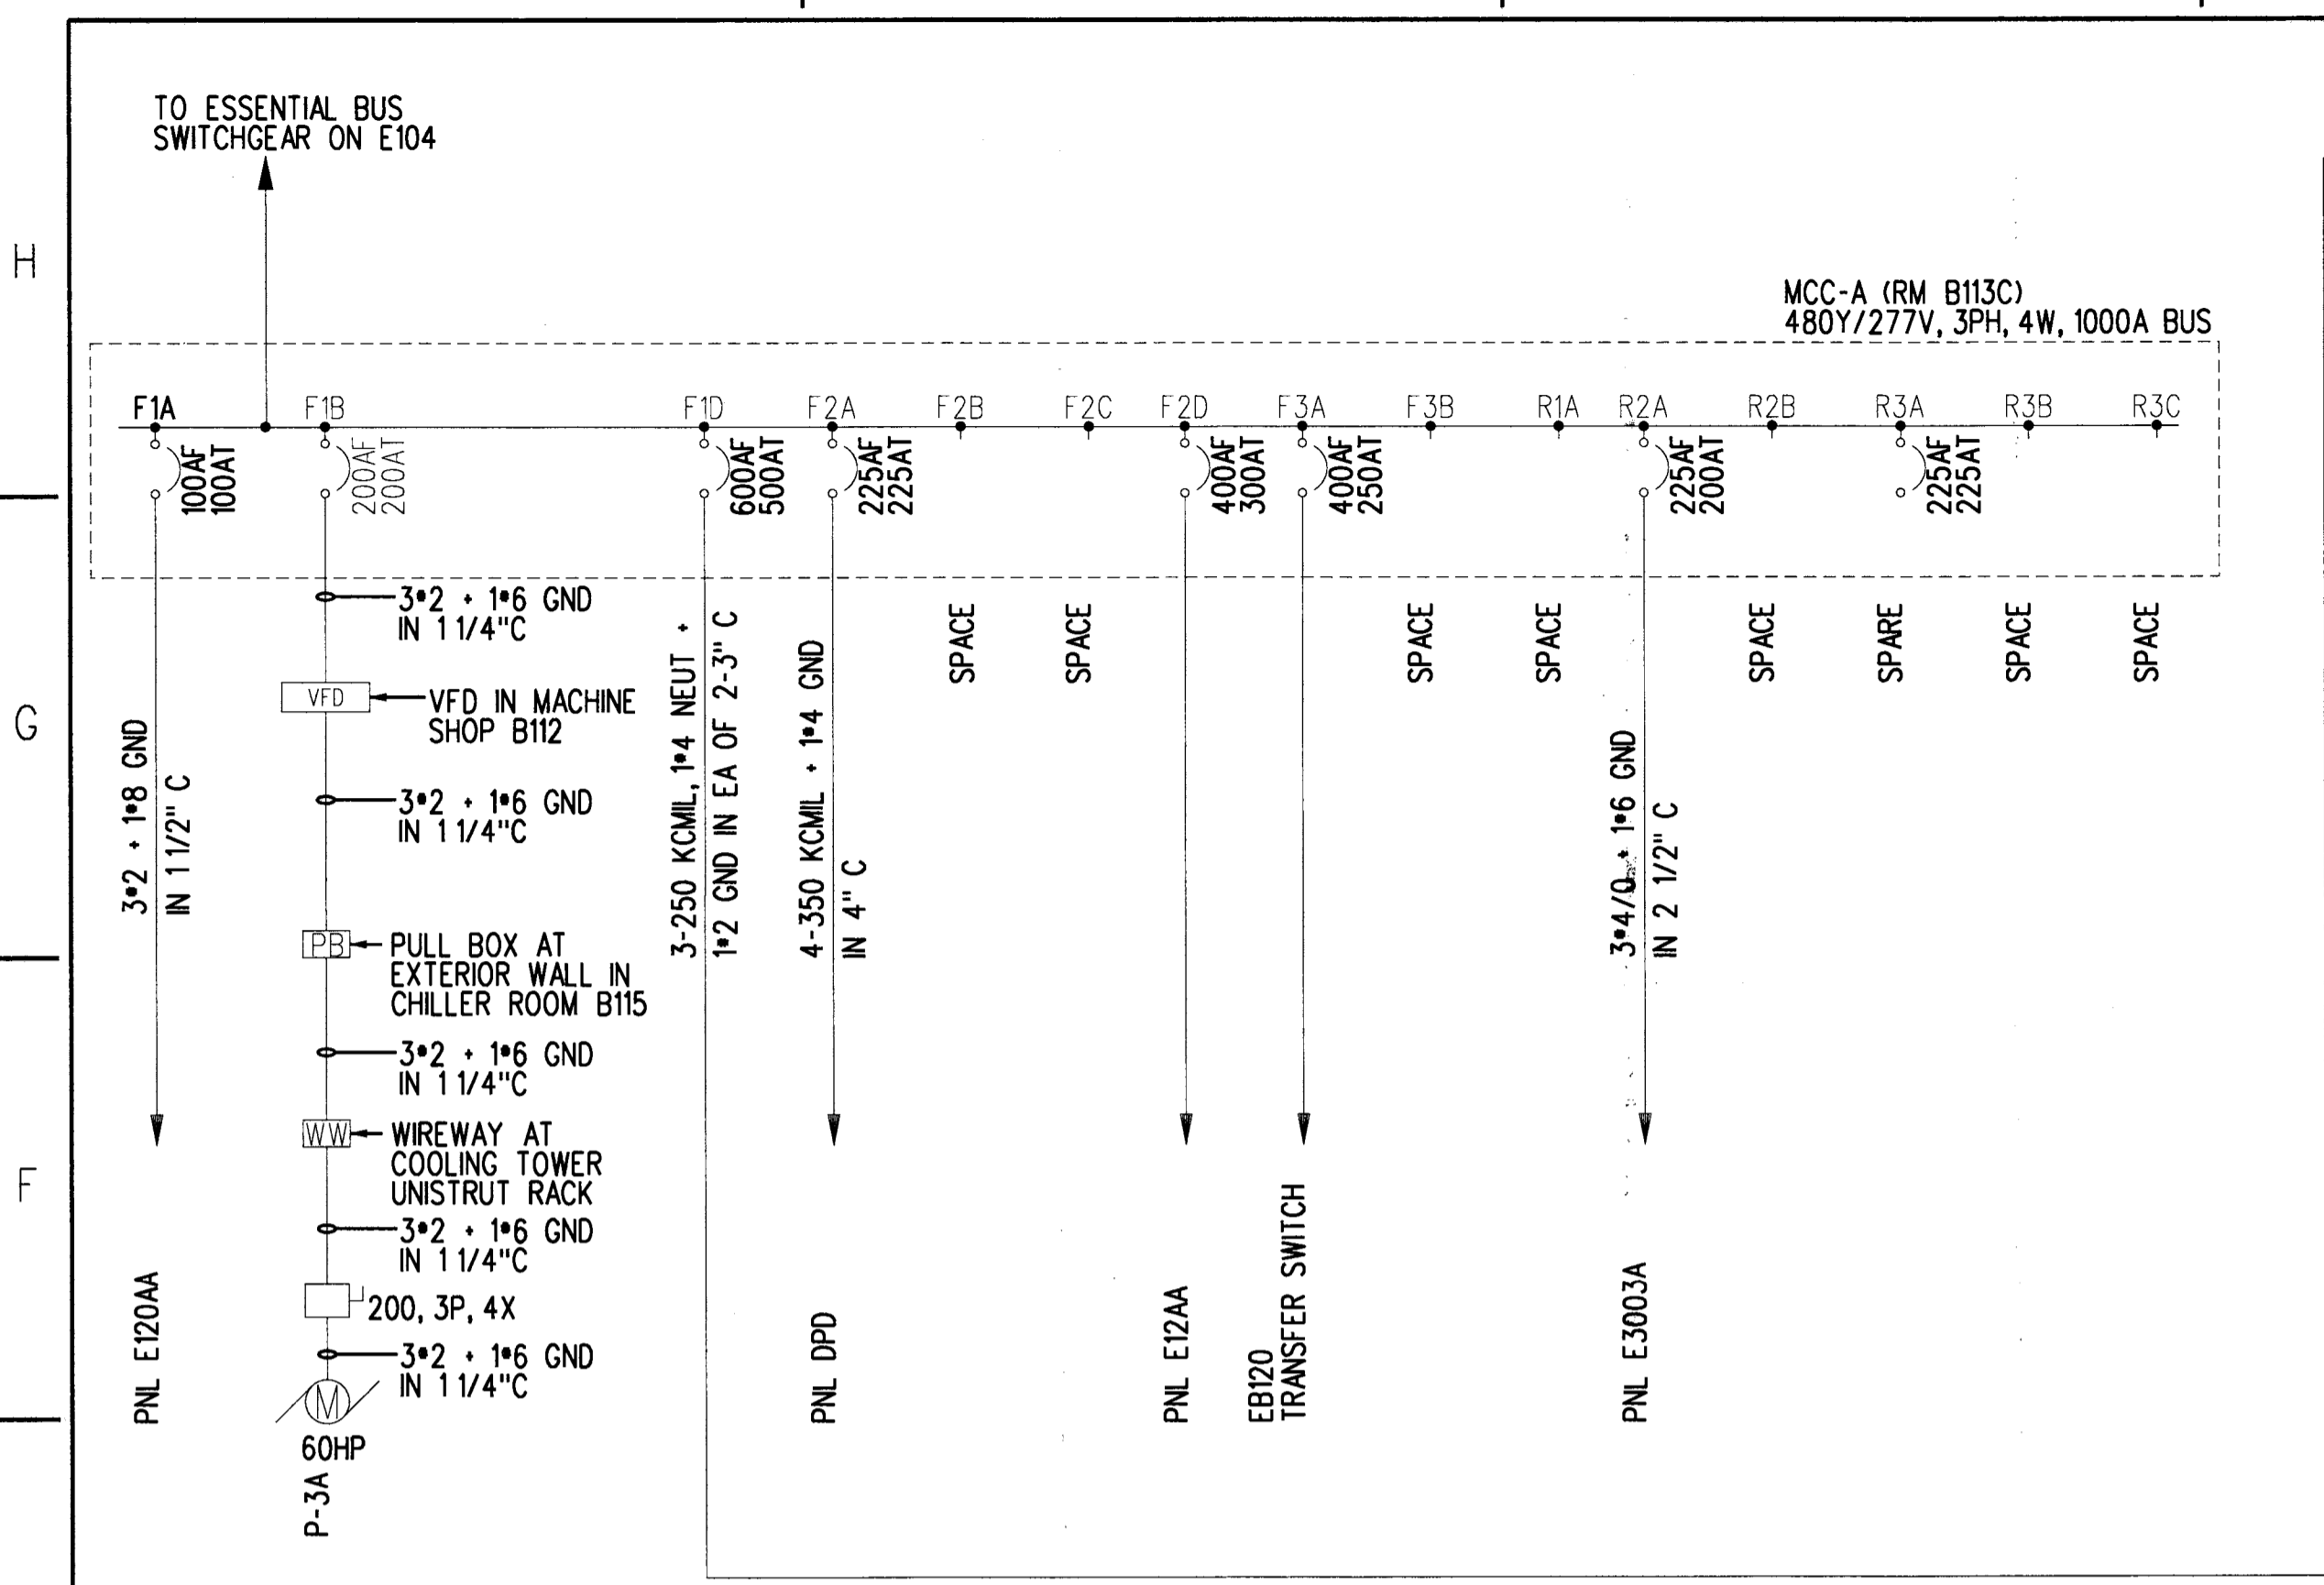 TO ESSENTIAL BUS
SWITCHGEAR ON E104
H
MCC-A (RM B113C)
480Y/277V, 3PH, 4W, 1000A BUS
F1A
F1B
F1D
F2A
F2B
F2C
F2D
F3A
F3B
R1A
R2A
R2B
R3A
R3B
R3C
100AF
100AT
200AF
200AT
600AF
500AT
225AF
225AT
400AF
300AT
400AF
250AT
225AF
200AT
225AF
225AT
G
3#2 + 1#8 GND
IN 1 1/2" C
3#2 + 1#6 GND
IN 1 1/4"C
VFD
VFD IN MACHINE
SHOP B112
3#2 + 1#6 GND
IN 1 1/4"C
PB
PULL BOX AT
EXTERIOR WALL IN
CHILLER ROOM B115
3-250 KCMIL, 1#4 NEUT +
1#2 GND IN EA OF 2-3" C
4-350 KCMIL + 1#4 GND
IN 4" C
SPACE
SPACE
SPACE
SPACE
3#4/0 + 1#6 GND
IN 2 1/2" C
SPACE
SPARE
SPACE
SPACE
F
3#2 + 1#6 GND
IN 1 1/4"C
WW
WIREWAY AT
COOLING TOWER
UNISTRUT RACK
3#2 + 1#6 GND
IN 1 1/4"C
200, 3P, 4X
3#2 + 1#6 GND
IN 1 1/4"C
M
60HP
P-3A
PNL E120AA
PNL DPD
PNL E12AA
EB120
TRANSFER SWITCH
PNL E3003A